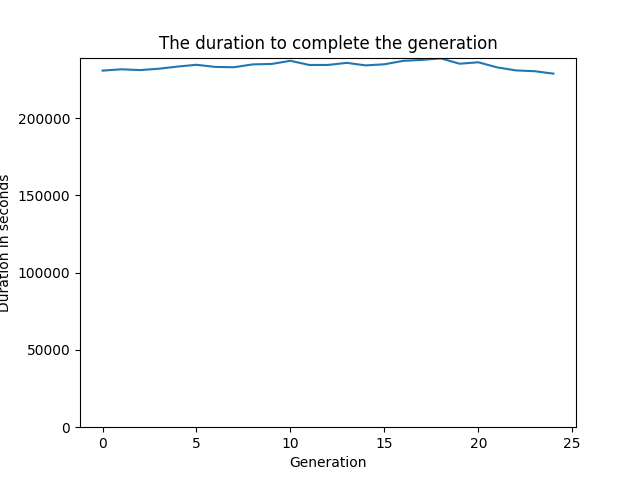 The duration to complete the generation
Duration in seconds
200000
150000
100000
50000
0
0 5 10 15 20 25
Generation